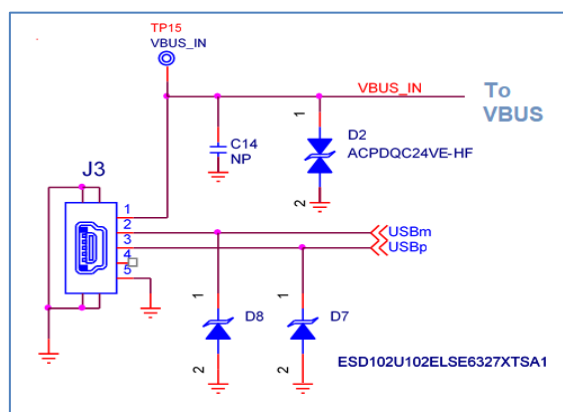 TP15
VBUS_IN
VBUS_IN
To
VBUS
1
C14
NP
D2
ACPDQC24VE-HF
2
J3
1
2
3
4
5
USBm
USBp
1
D8
1
D7
2
2
ESD102U102ELSE6327XTSA1